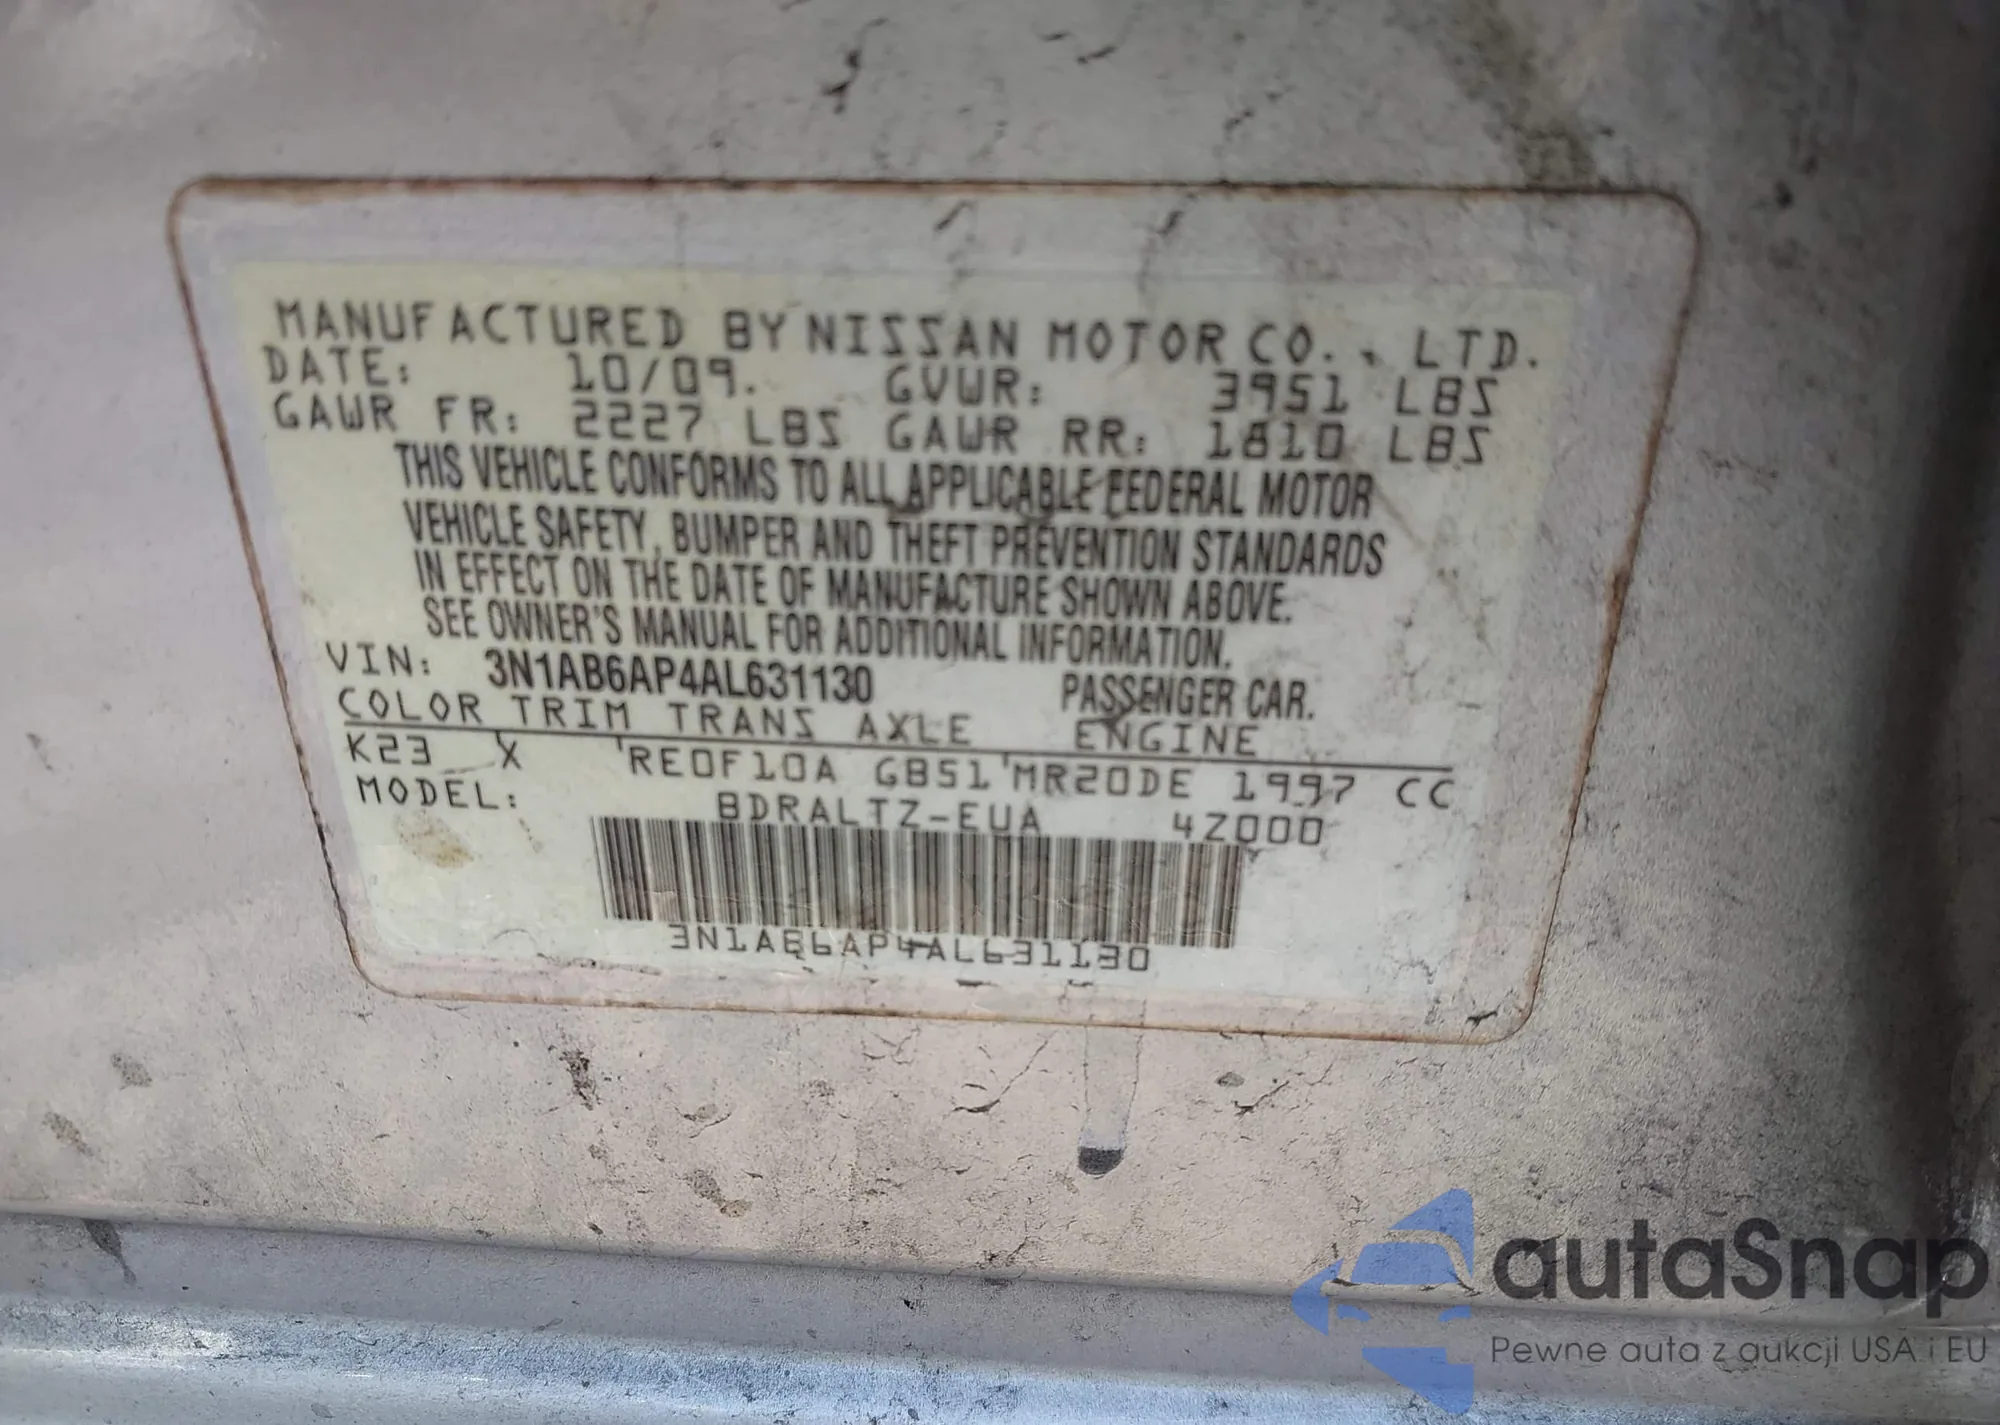 MANUFACTURED BY NISSAN MOTOR CO., LTD.
DATE: 10/09. GVWR: 3951 LBS
GAWR FR: 2227 LBS GAWR RR: 1810 LBS
THIS VEHICLE CONFORMS TO ALL APPLICABLE FEDERAL MOTOR
VEHICLE SAFETY, BUMPER AND THEFT PREVENTION STANDARDS
IN EFFECT ON THE DATE OF MANUFACTURE SHOWN ABOVE.
SEE OWNER'S MANUAL FOR ADDITIONAL INFORMATION.
VIN: 3N1AB6AP4AL631130 PASSENGER CAR.
COLOR TRIM TRANS AXLE ENGINE
K23 X RE0F10A GB51 MR20DE 1997 CC
MODEL: BDRALTZ-EUA 4Z000
3N1AB6AP4AL631130
autaSnap
Pewne auta z aukcji USA i EU